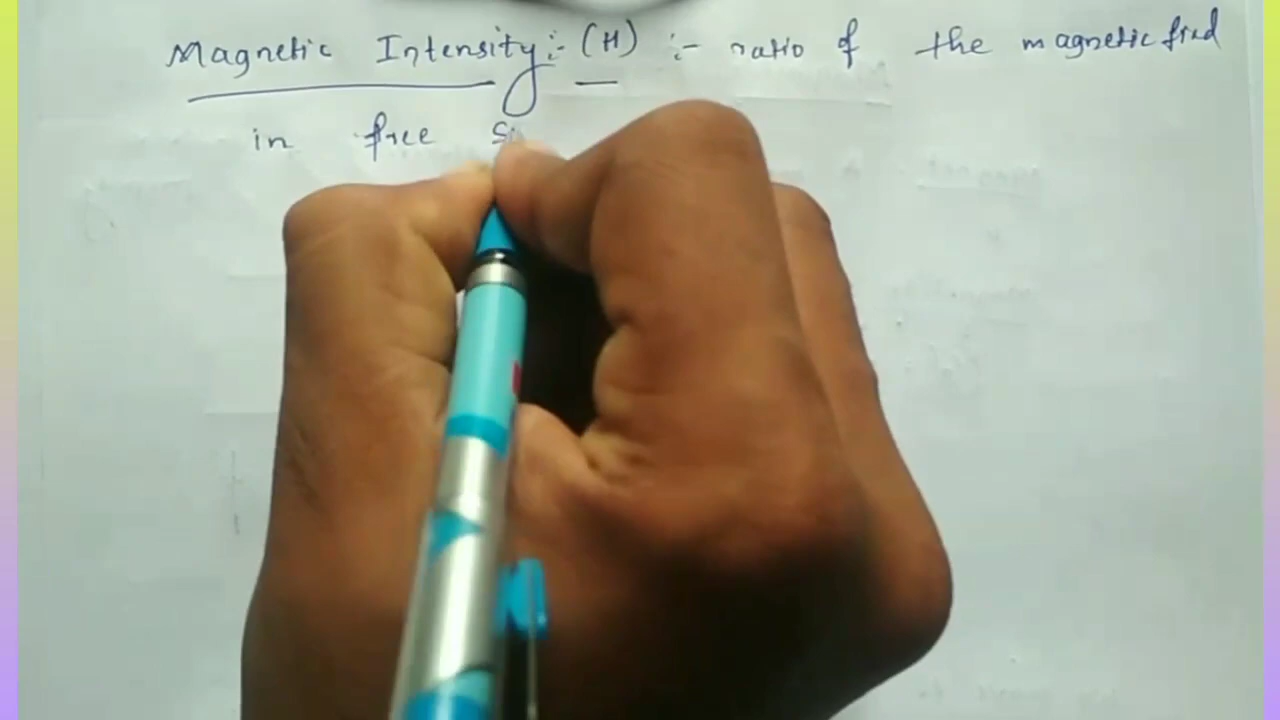 Magnetic Intensity :- (H) :- ratio of the magnetic field
in free